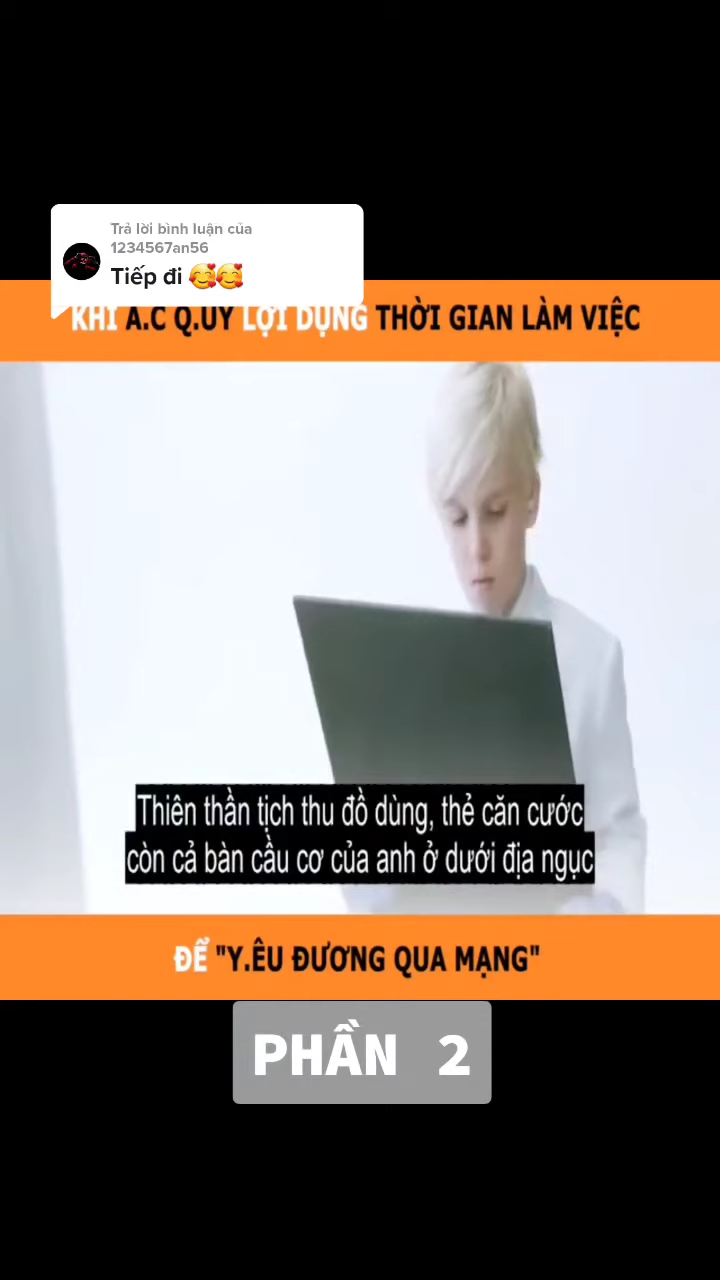 Trả lời bình luận của
1234567an56
Tiếp đi 🥰🥰
KHI A.C Q.UỶ LỢI DỤNG THỜI GIAN LÀM VIỆC
Thiên thần tịch thu đồ dùng, thẻ căn cước
còn cả bàn cầu cơ của anh ở dưới địa ngục
ĐỂ "Y.ÊU ĐƯƠNG QUA MẠNG"
PHẦN 2